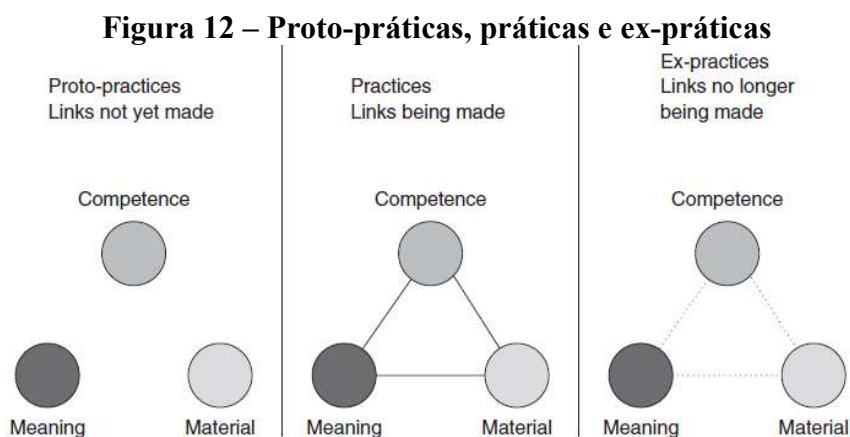 Figura 12 – Proto-práticas, práticas e ex-práticas
Proto-practices
Links not yet made
Competence
Meaning
Material
Practices
Links being made
Competence
Meaning
Material
Ex-practices
Links no longer
being made
Competence
Meaning
Material